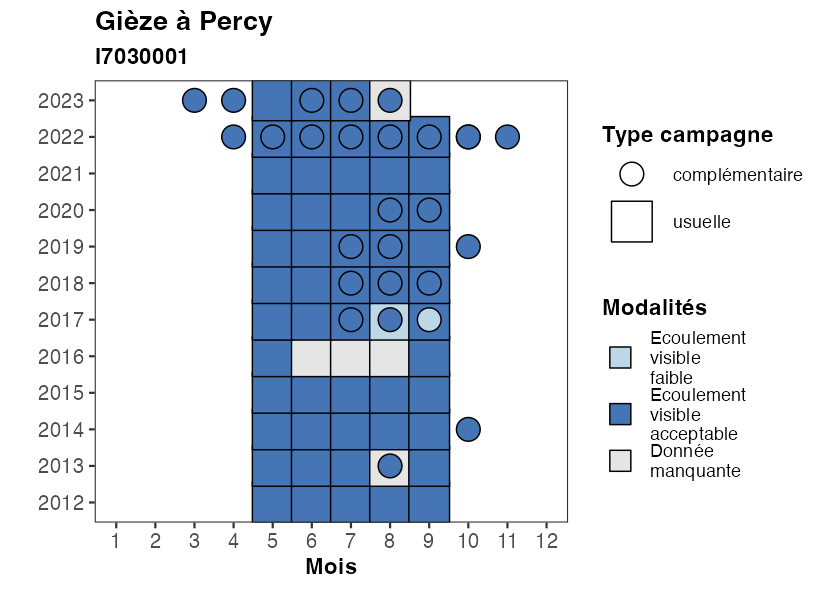 Gièze à Percy
I7030001
2023
2022
2021
2020
2019
2018
2017
2016
2015
2014
2013
2012
1 2 3 4 5 6 7 8 9 10 11 12
Mois
Type campagne
complémentaire
usuelle
Modalités
Ecoulement
visible
faible
Ecoulement
visible
acceptable
Donnée
manquante